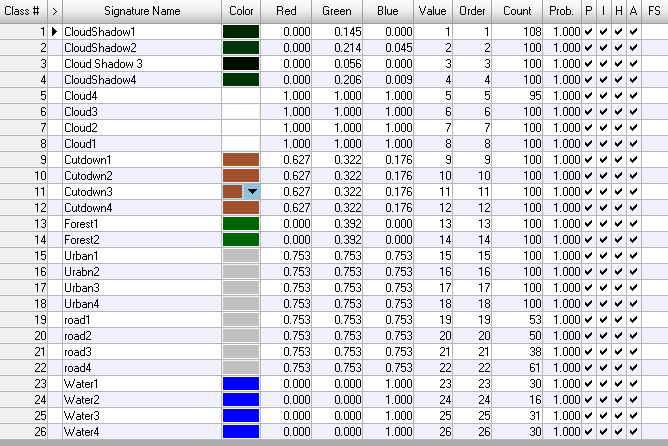 Class # > Signature Name Color Red Green Blue Value Order Count Prob. P I H A FS
1 CloudShadow1 0.000 0.145 0.000 1 1 108 1.000
2 CloudShadow2 0.000 0.214 0.045 2 2 100 1.000
3 Cloud Shadow 3 0.000 0.056 0.000 3 3 100 1.000
4 CloudShadow4 0.000 0.206 0.009 4 4 100 1.000
5 Cloud4 1.000 1.000 1.000 5 5 95 1.000
6 Cloud3 1.000 1.000 1.000 6 6 100 1.000
7 Cloud2 1.000 1.000 1.000 7 7 100 1.000
8 Cloud1 1.000 1.000 1.000 8 8 100 1.000
9 Cutdown1 0.627 0.322 0.176 9 9 100 1.000
10 Cutodwn2 0.627 0.322 0.176 10 10 100 1.000
11 Cutodwn3 0.627 0.322 0.176 11 11 100 1.000
12 Cutdown4 0.627 0.322 0.176 12 12 100 1.000
13 Forest1 0.000 0.392 0.000 13 13 100 1.000
14 Forest2 0.000 0.392 0.000 14 14 100 1.000
15 Urban1 0.753 0.753 0.753 15 15 100 1.000
16 Urabn2 0.753 0.753 0.753 16 16 100 1.000
17 Urban3 0.753 0.753 0.753 17 17 100 1.000
18 Urban4 0.753 0.753 0.753 18 18 100 1.000
19 road1 0.753 0.753 0.753 19 19 53 1.000
20 road2 0.753 0.753 0.753 20 20 50 1.000
21 road3 0.753 0.753 0.753 21 21 38 1.000
22 road4 0.753 0.753 0.753 22 22 61 1.000
23 Water1 0.000 0.000 1.000 23 23 30 1.000
24 Water2 0.000 0.000 1.000 24 24 16 1.000
25 Water3 0.000 0.000 1.000 25 25 31 1.000
26 Water4 0.000 0.000 1.000 26 26 30 1.000